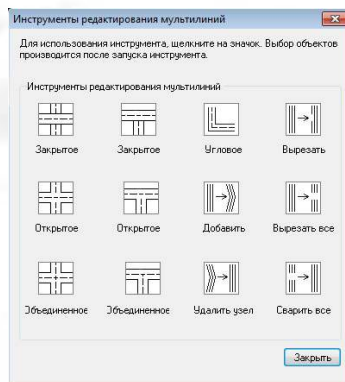 Инструменты редактирования мультилиний
Для использования инструмента, щелкните на значок. Выбор объектов
производится после запуска инструмента.
Инструменты редактирования мультилиний
Закрытое Закрытое Угловое Вырезать
Открытое Открытое Добавить Вырезать все
Объединенное Объединенное Удалить узел Сварить все
Закрыть